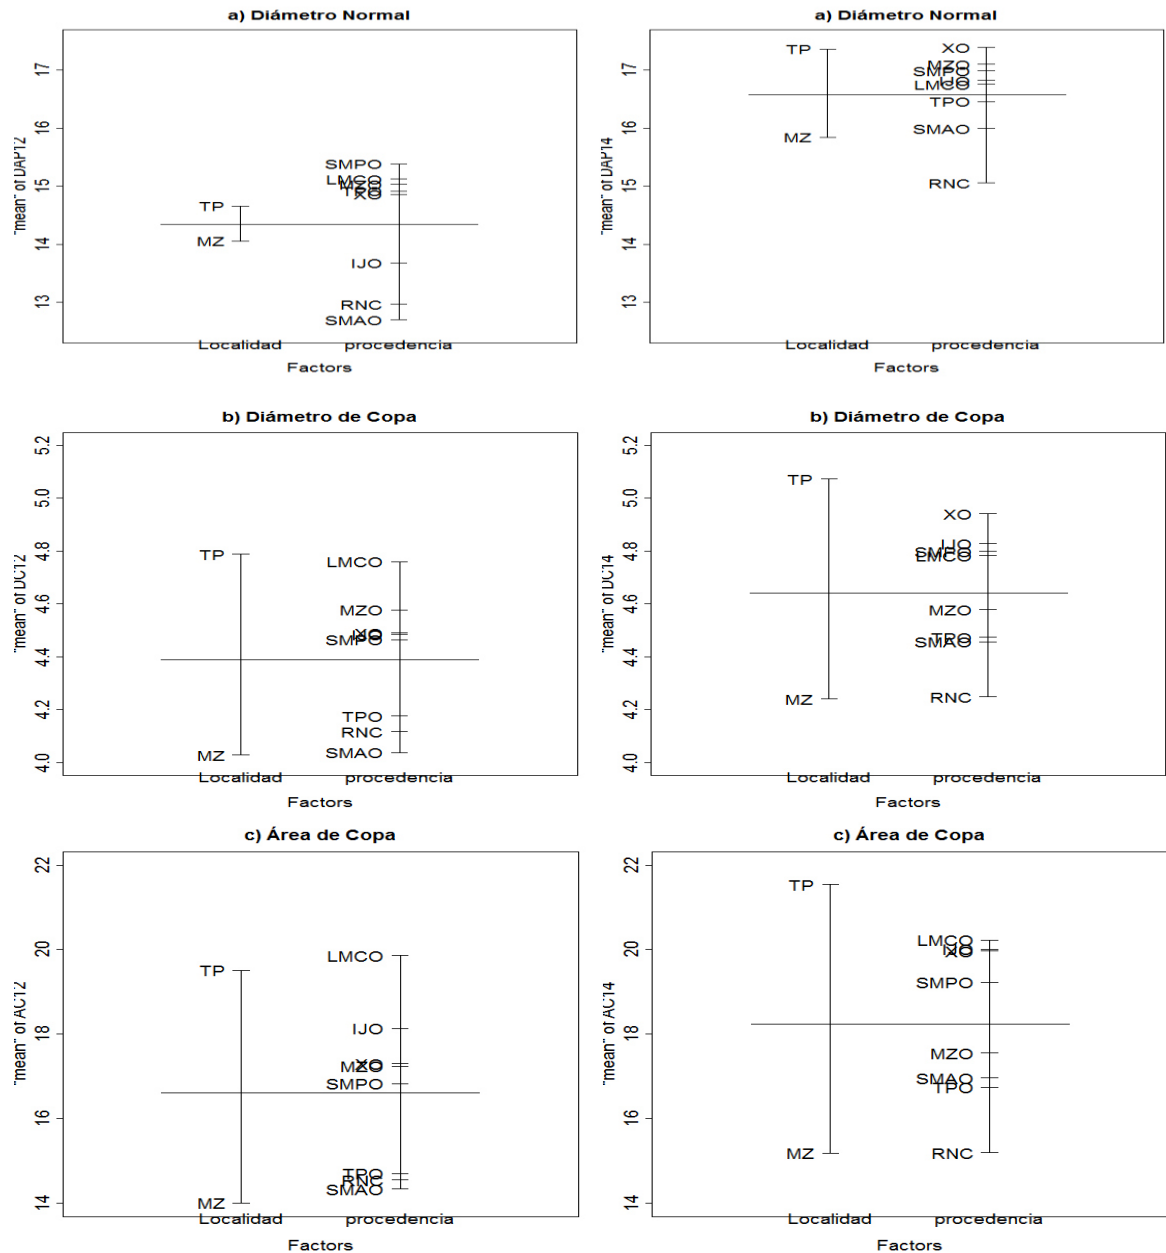 a) Diámetro Normal
"mean" of DAP12
17
16
15
14
13
TP
MZ
SMPO
LMCO
MZO
TPO
XO
IJO
RNC
SMAO
Localidad procedencia
Factors
a) Diámetro Normal
"mean" of DAP14
17
16
15
14
13
TP
MZ
XO
MZO
SMPO
IJO
LMCO
TPO
SMAO
RNC
Localidad procedencia
Factors
b) Diámetro de Copa
"mean" of DC12
5.2
5.0
4.8
4.6
4.4
4.2
4.0
TP
MZ
LMCO
MZO
XO
SMPO
TPO
RNC
SMAO
Localidad procedencia
Factors
b) Diámetro de Copa
"mean" of DC14
5.2
5.0
4.8
4.6
4.4
4.2
4.0
TP
MZ
XO
IJO
SMPO
LMCO
MZO
TPO
SMAO
RNC
Localidad procedencia
Factors
c) Área de Copa
"mean" of AC12
22
20
18
16
14
TP
MZ
LMCO
IJO
XO
MZO
SMPO
TPO
RNC
SMAO
Localidad procedencia
Factors
c) Área de Copa
"mean" of AC14
22
20
18
16
14
TP
MZ
LMCO
IJO
XO
SMPO
MZO
SMAO
TPO
RNC
Localidad procedencia
Factors